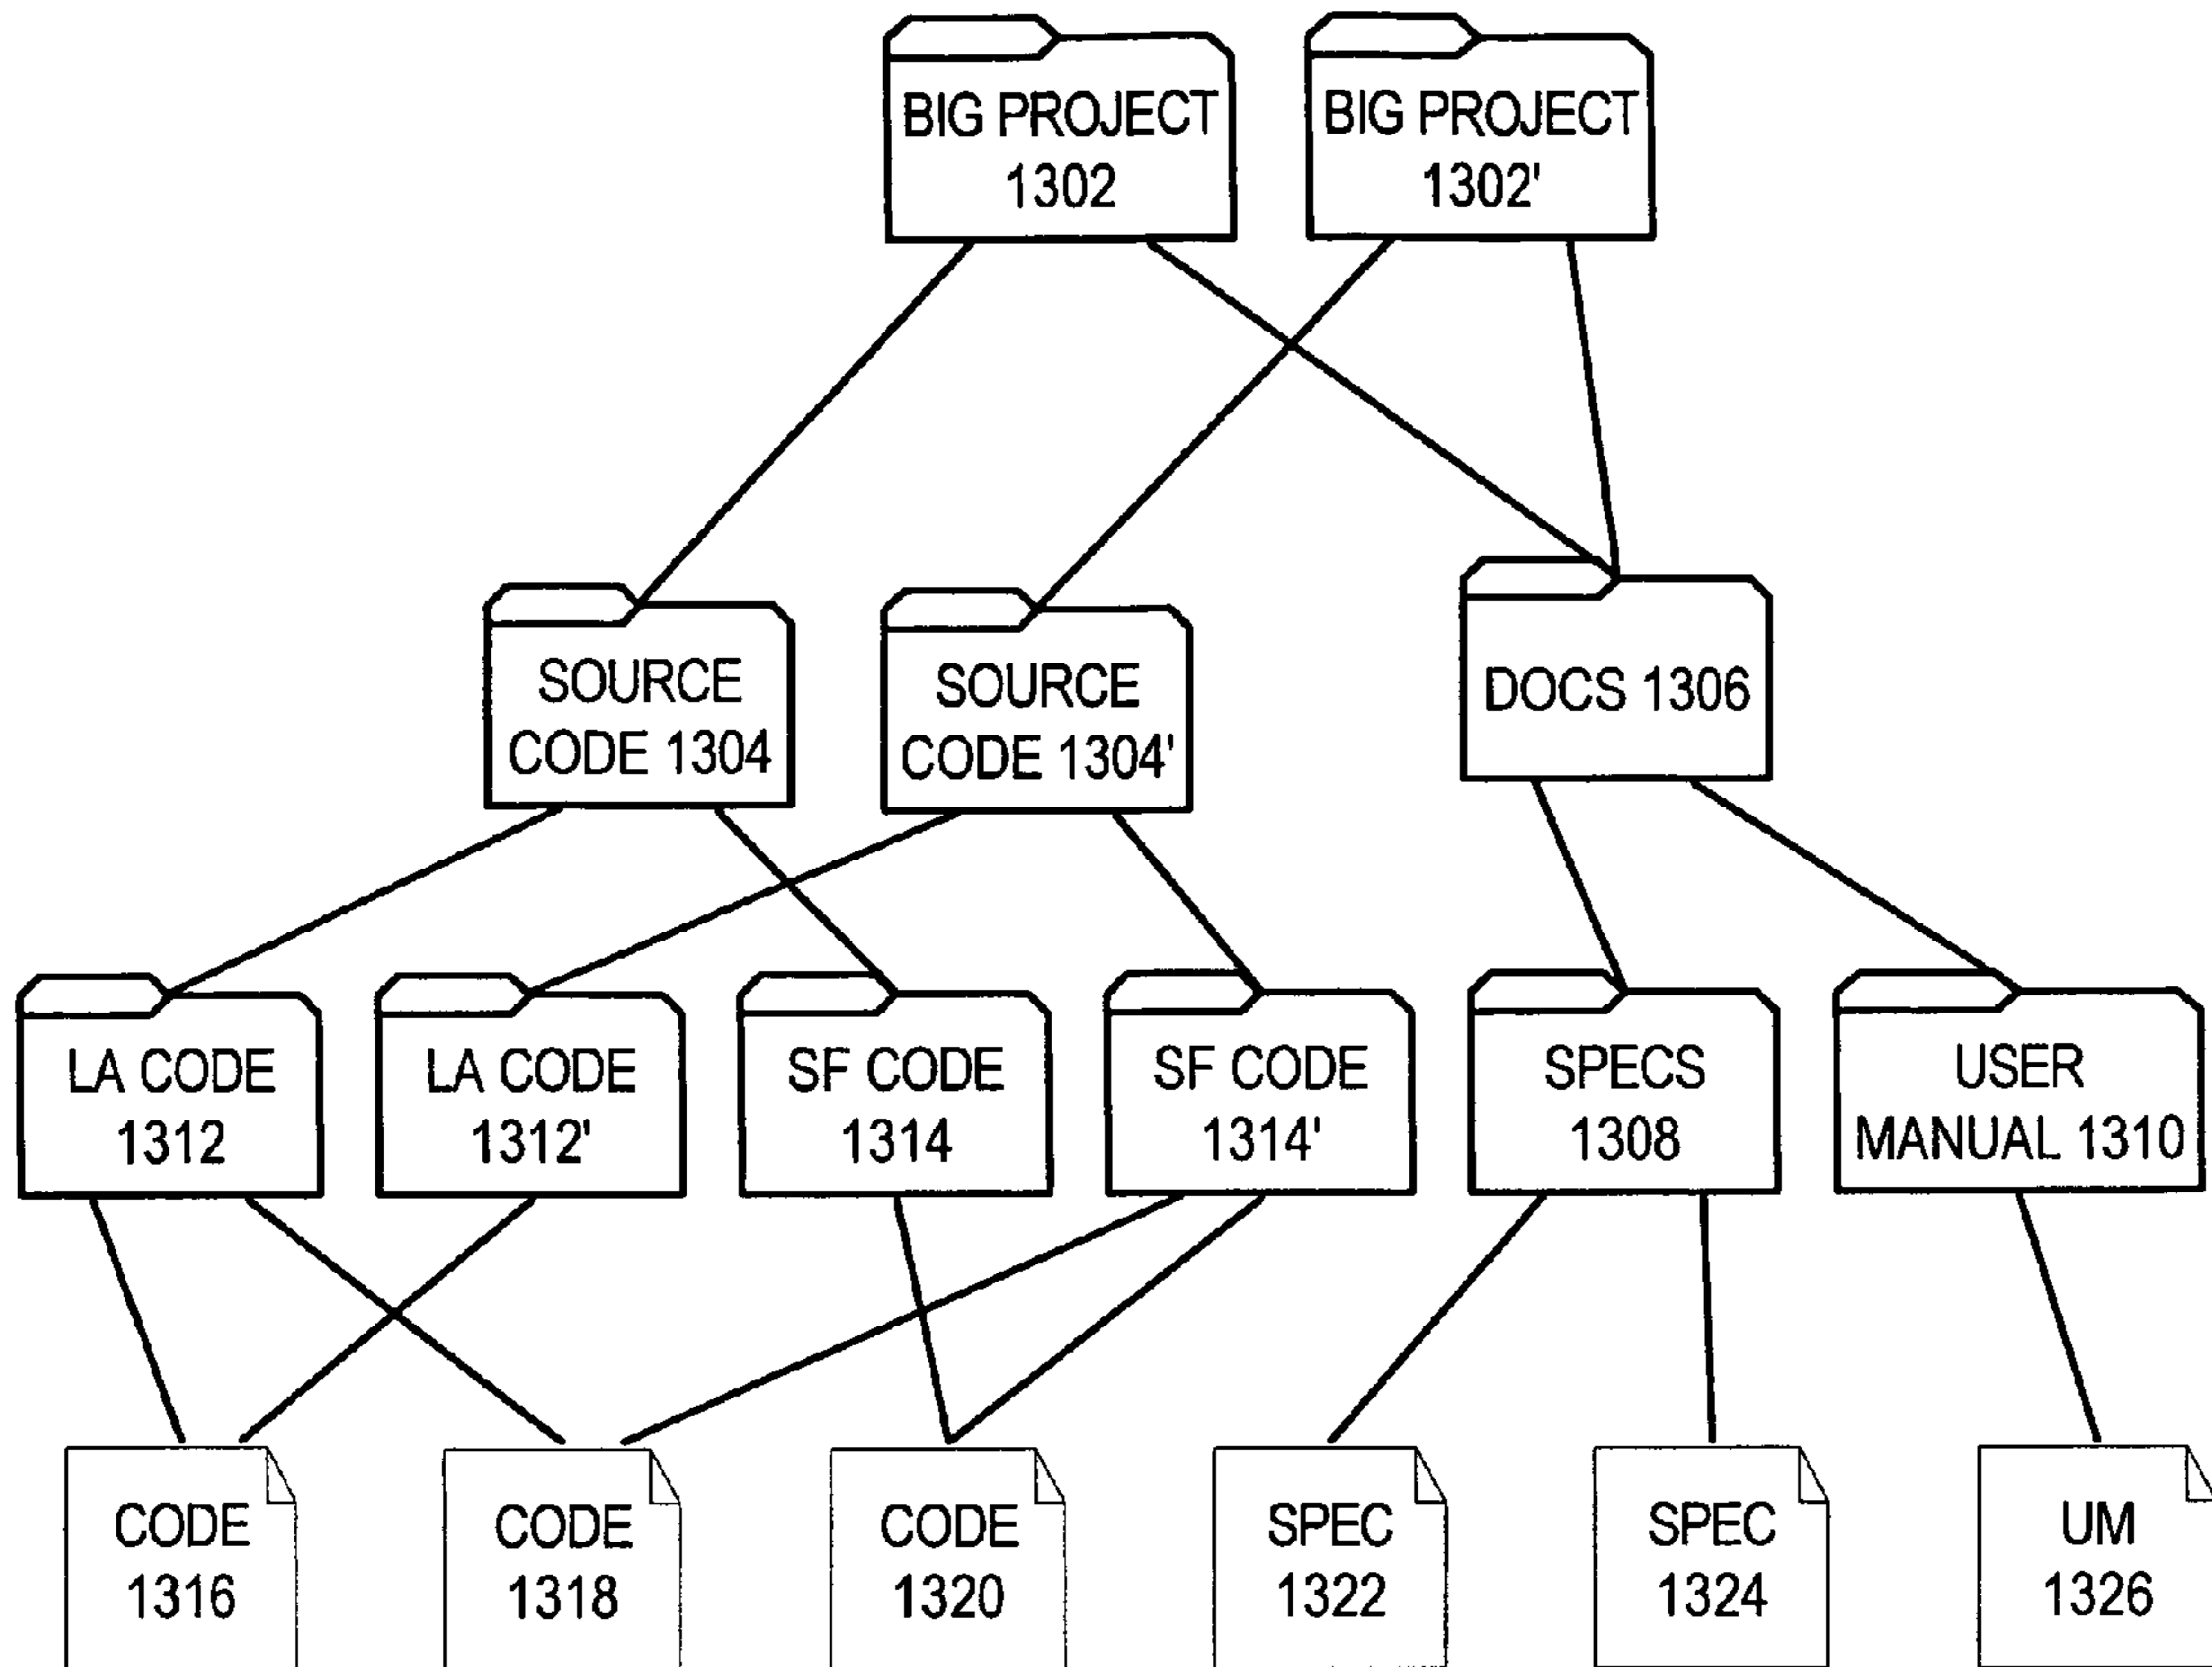 BIG PROJECT
1302
BIG PROJECT
1302'
SOURCE
CODE 1304
SOURCE
CODE 1304'
DOCS 1306
LA CODE
1312
LA CODE
1312'
SF CODE
1314
SF CODE
1314'
SPECS
1308
USER
MANUAL 1310
CODE
1316
CODE
1318
CODE
1320
SPEC
1322
SPEC
1324
UM
1326